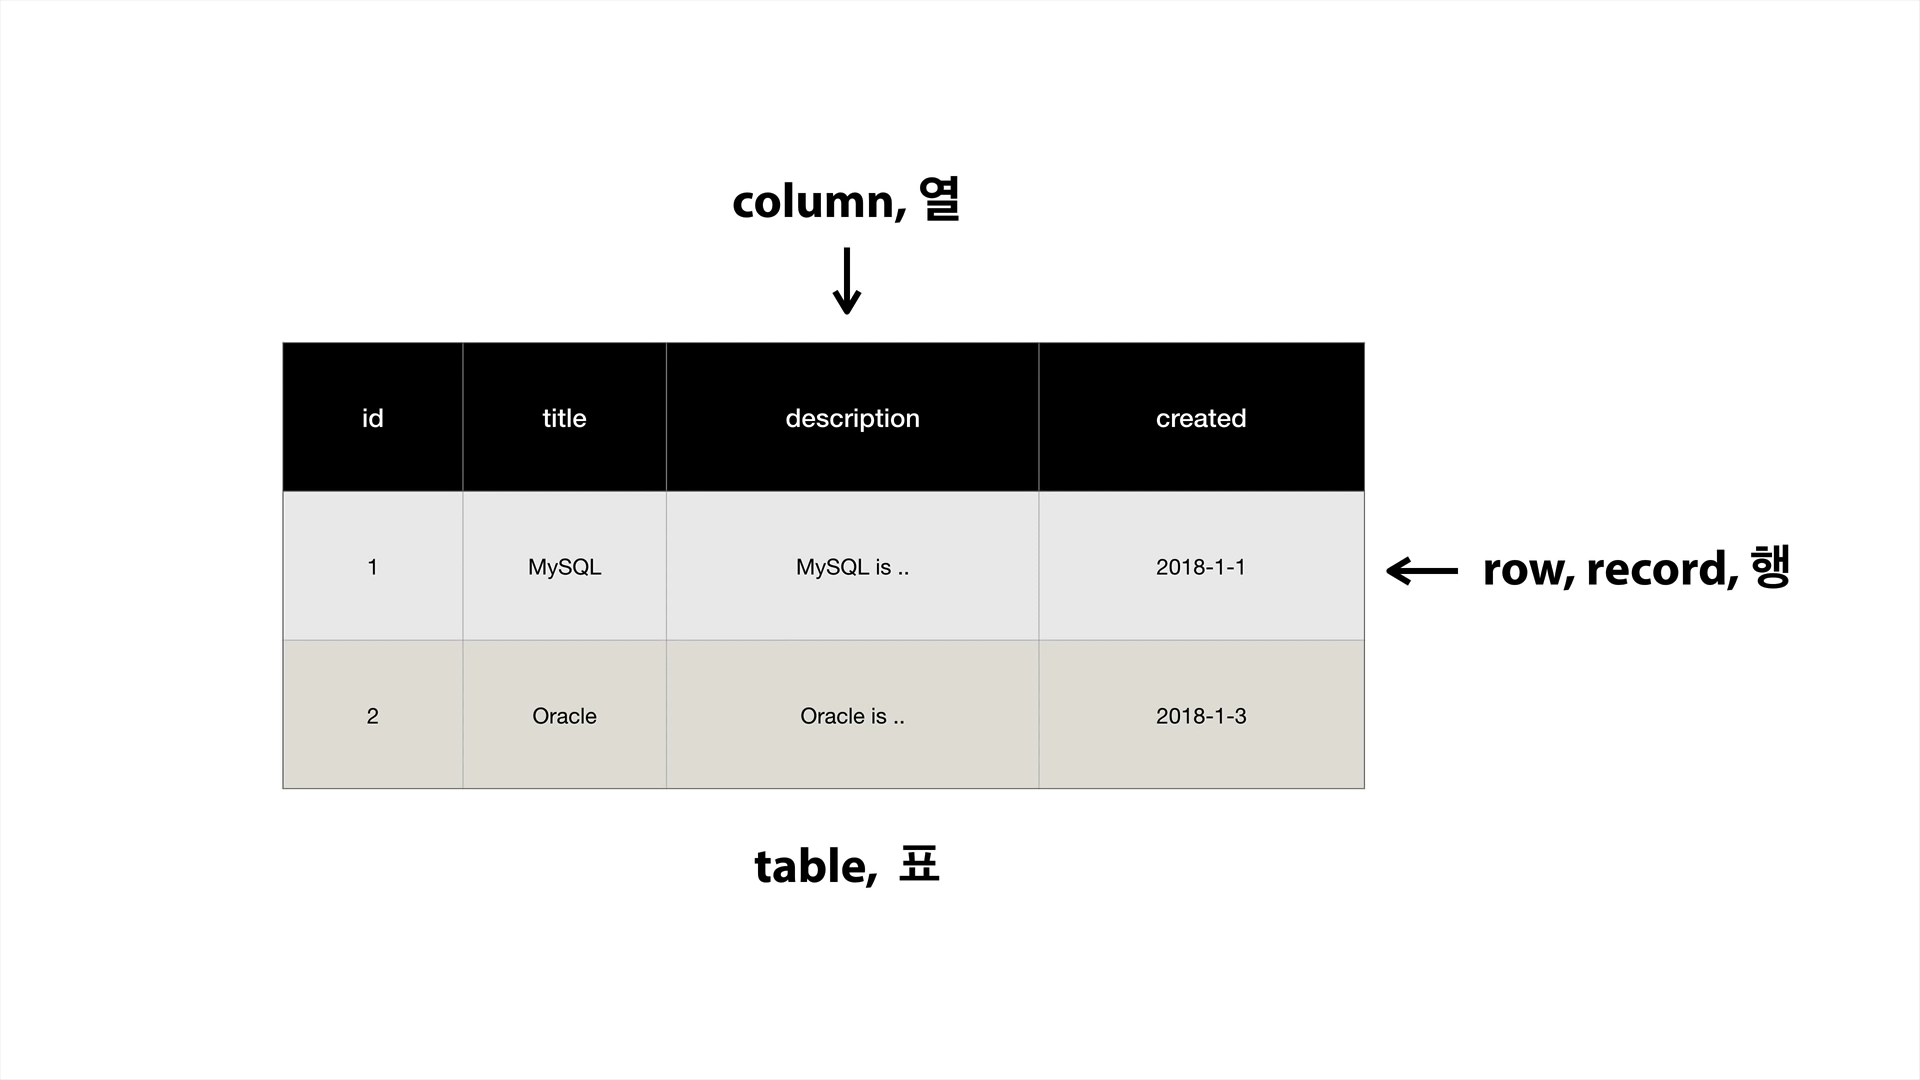 column, 열
id title description created
1 MySQL MySQL is .. 2018-1-1
row, record, 행
2 Oracle Oracle is .. 2018-1-3
table, 표